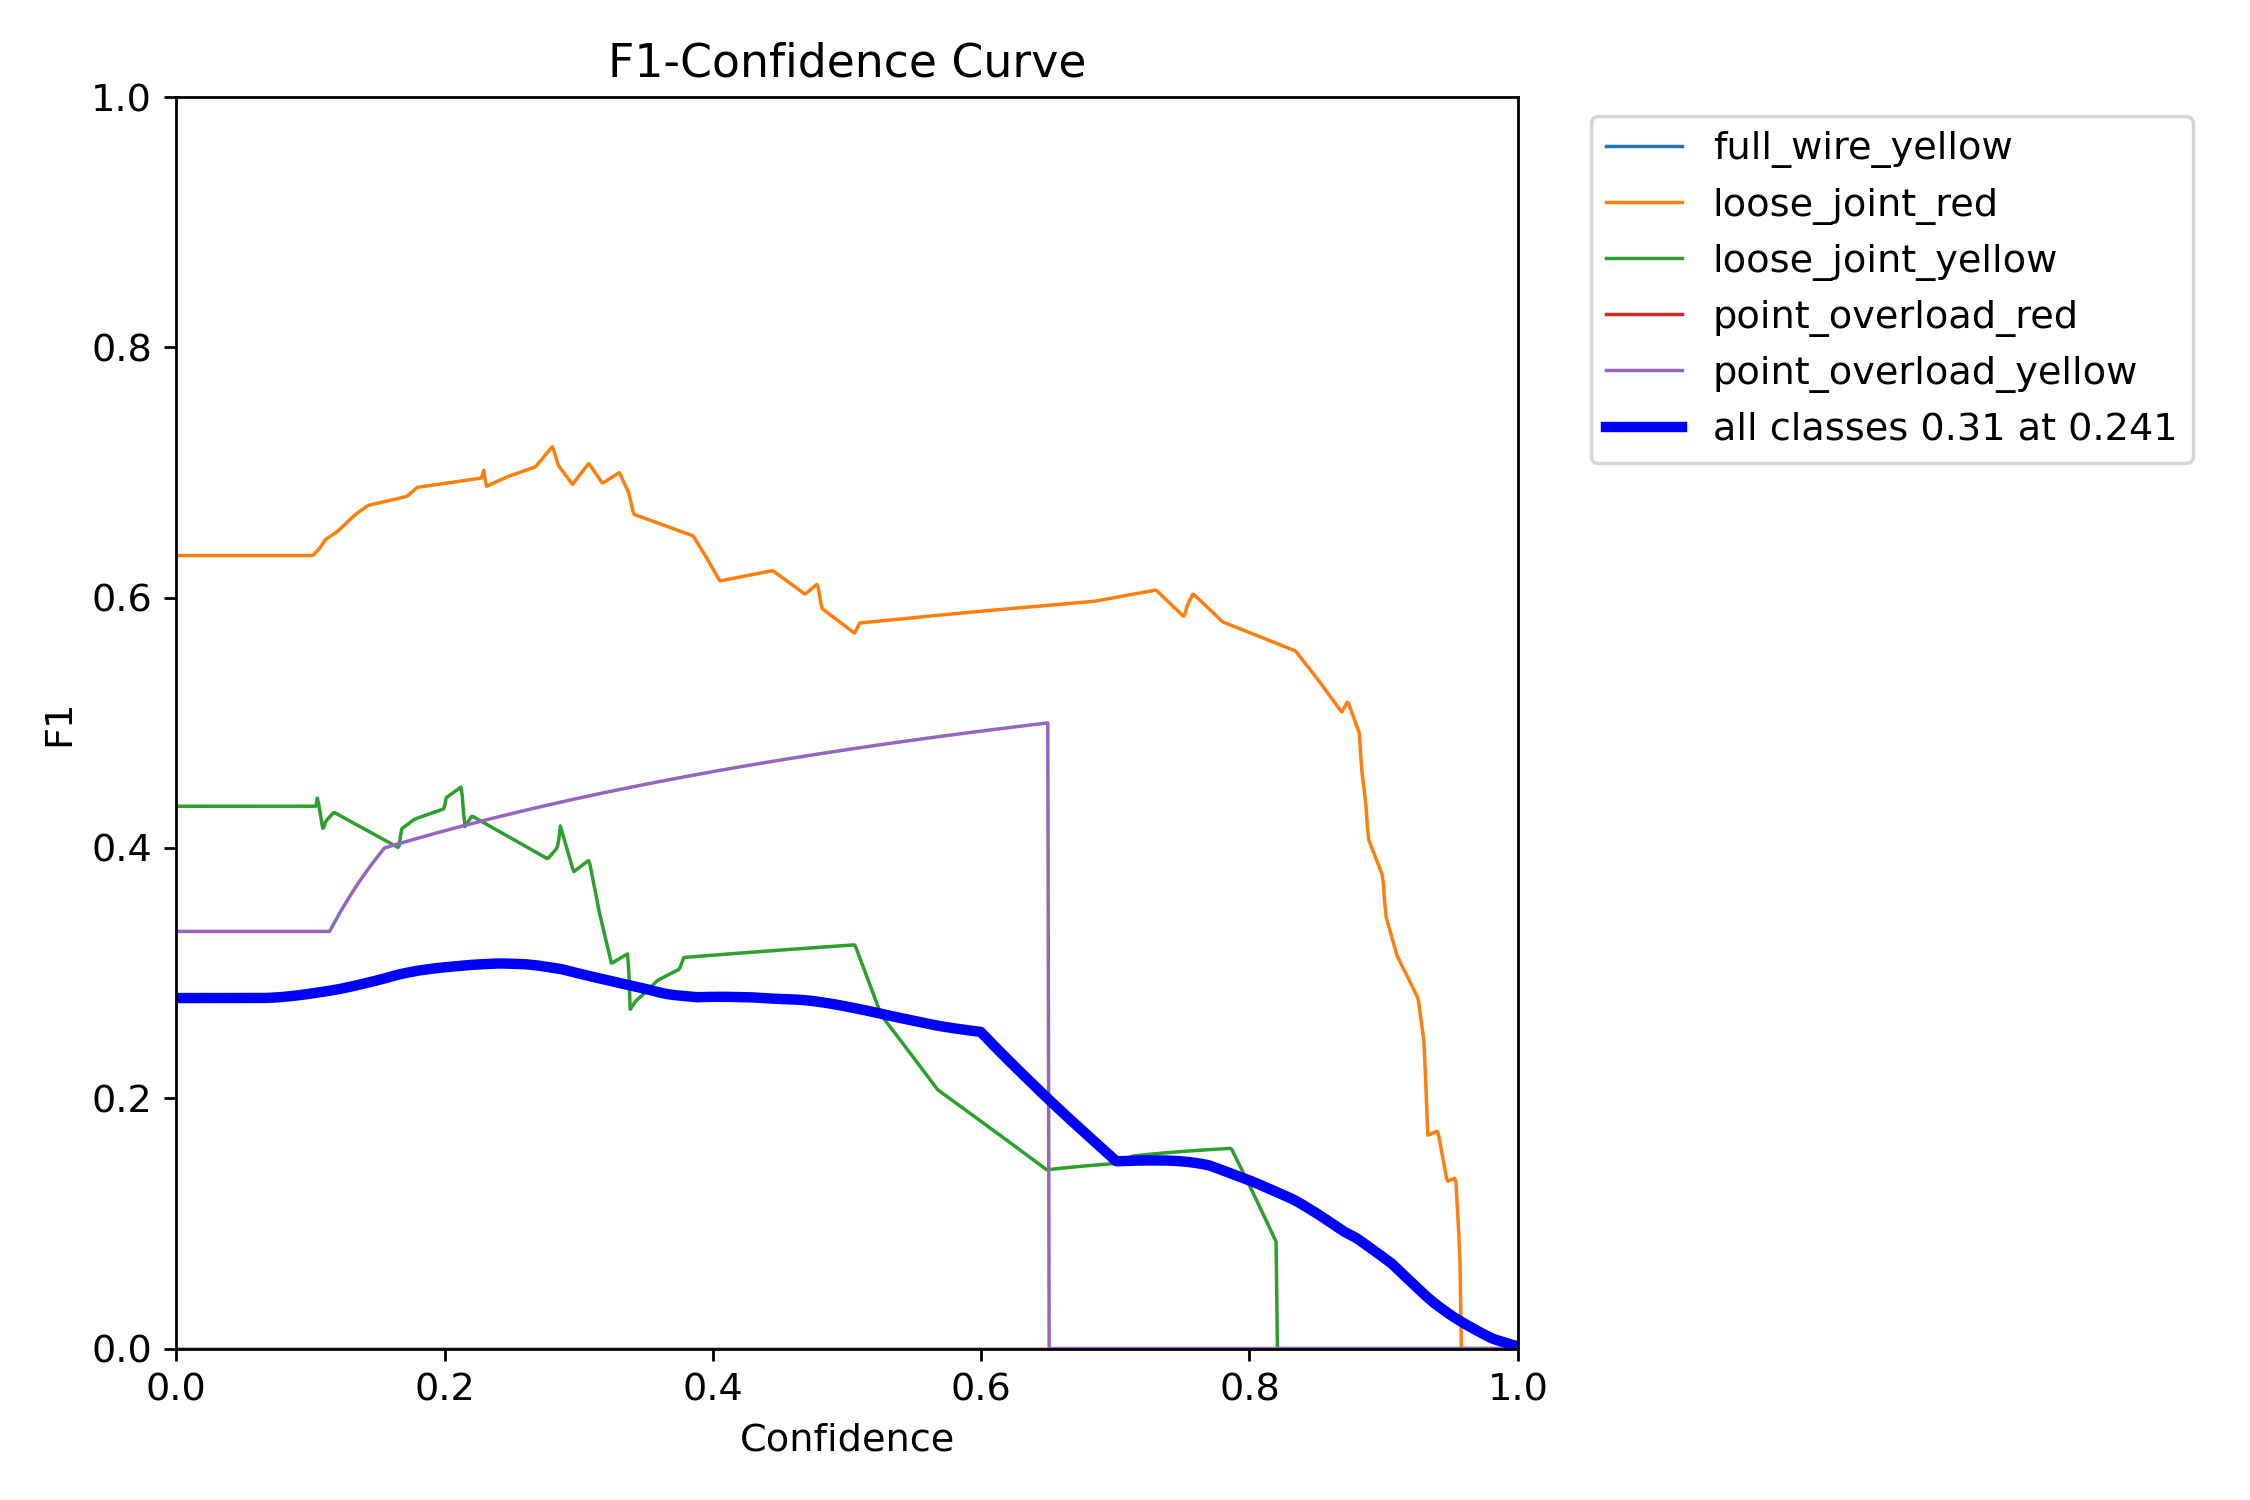 F1-Confidence Curve
1.0
0.8
0.6
0.4
0.2
0.0
F1
0.0 0.2 0.4 0.6 0.8 1.0
Confidence
full_wire_yellow
loose_joint_red
loose_joint_yellow
point_overload_red
point_overload_yellow
all classes 0.31 at 0.241